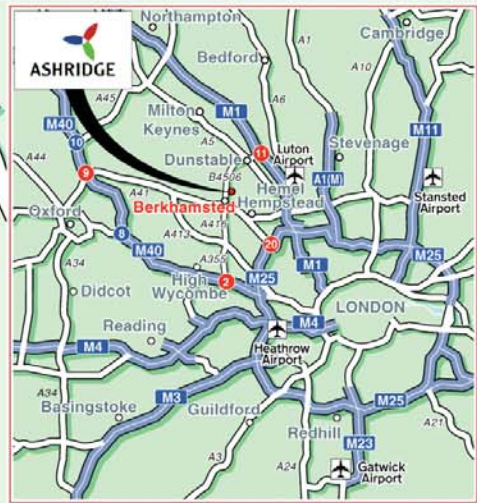 ASHRIDGE
Northampton
Cambridge
A1
Bedford
A10
A45
A6
Milton
Keynes
M1
M11
M40
10
A5
Stevenage
A44
Dunstable
11
Luton
Airport
9
B4506
A1(M)
Stansted
Airport
A41
Hemel
Hempstead
Berkhamsted
Oxford
A416
A413
20
8
M40
A355
M25
M1
M25
A34
High
Wycombe
2
Didcot
LONDON
Reading
M4
Heathrow
Airport
M4
M3
A34
M25
Basingstoke
Guildford
A21
Redhill
M23
A3
A24
Gatwick
Airport